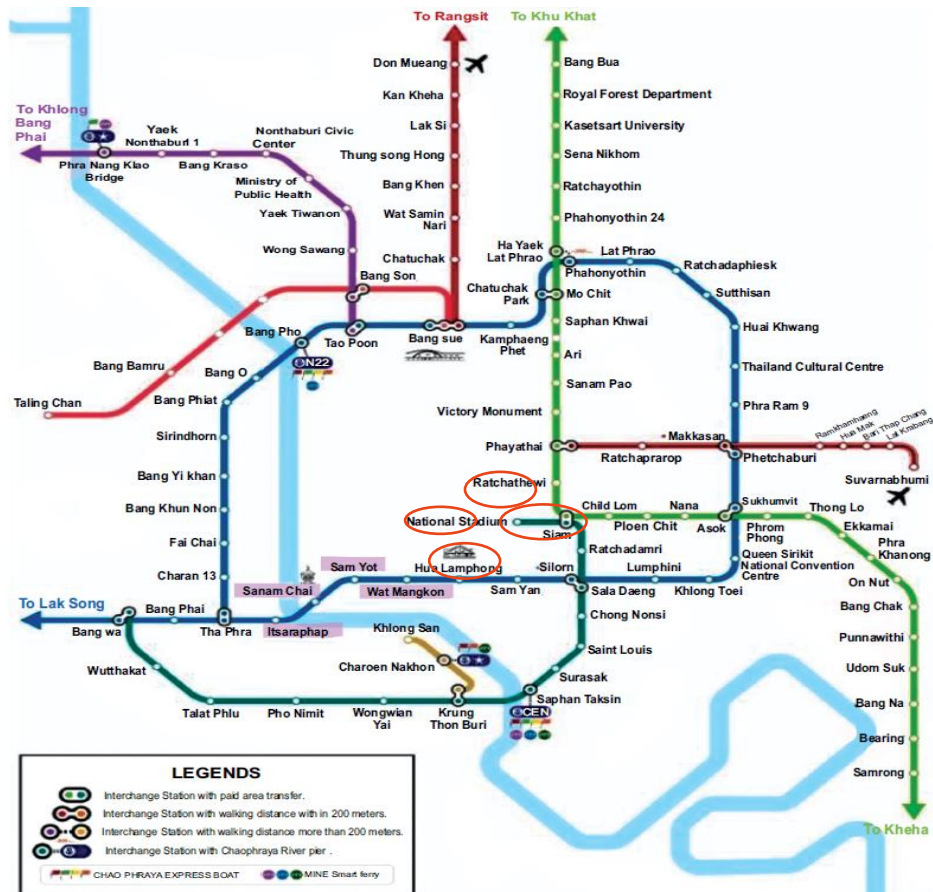 To Rangsit
To Khu Khat
Don Mueang
Bang Bua
Kan Kheha
Royal Forest Department
To Khlong
Bang
Phai
Lak Si
Kasetsart University
Yaek
Nonthaburl 1
Nonthaburi Civic
Center
Thung song Hong
Sena Nikhom
Phra Nang Klao
Bridge
Bang Kraso
Ministry of
Public Health
Bang Khen
Ratchayothin
Yaek Tiwanon
Wat Samin
Nari
Phahonyothin 24
Wong Sawang
Ha Yaek
Lat Phrao
Lat Phrao
Chatuchak
Phahonyothin
Ratchadaphiesk
Bang Son
Chatuchak
Park
Mo Chit
Sutthisan
Bang Pho
Tao Poon
Bang sue
Kamphaeng
Phet
Saphan Khwai
Huai Khwang
N22
Ari
Bang Bamru
Bang O
Thailand Cultural Centre
Sanam Pao
Taling Chan
Bang Phiat
Victory Monument
Phra Ram 9
Sirindhorn
Phayathai
Ratchaprarop
Makkasan
Phetchaburi
Ramkhamhaeng
Hua Mak
Bari Thap Chang
Lat Krabang
Suvarnabhumi
Bang Yi khan
Ratchathewi
Bang Khun Non
National Stadium
Siam
Child Lom
Ploen Chit
Nana
Asok
Sukhumvit
Phrom
Phong
Thong Lo
Ekkamai
Phra
Khanong
Fai Chai
Ratchadamri
Queen Sirikit
National Convention
Centre
Charan 13
Sam Yot
Hua Lamphong
Silorn
Lumphini
On Nut
Sanam Chai
Wat Mangkon
Sam Yan
Sala Daeng
Khlong Toei
Bang Chak
To Lak Song
Bang Phai
Bang wa
Tha Phra
Itsaraphap
Khlong San
Chong Nonsi
Punnawithi
Wutthakat
Charoen Nakhon
Saint Louis
Udom Suk
Surasak
Talat Phlu
Pho Nimit
Wongwian
Yai
Krung
Thon Buri
Saphan Taksin
CEN
Bang Na
Bearing
Samrong
To Kheha
LEGENDS
Interchange Station with paid area transfer.
Interchange Station with walking distance with in 200 meters.
Interchange Station with walking distance more than 200 meters.
Interchange Station with Chaophraya River pier .
CHAO PHRAYA EXPRESS BOAT
MINE Smart ferry